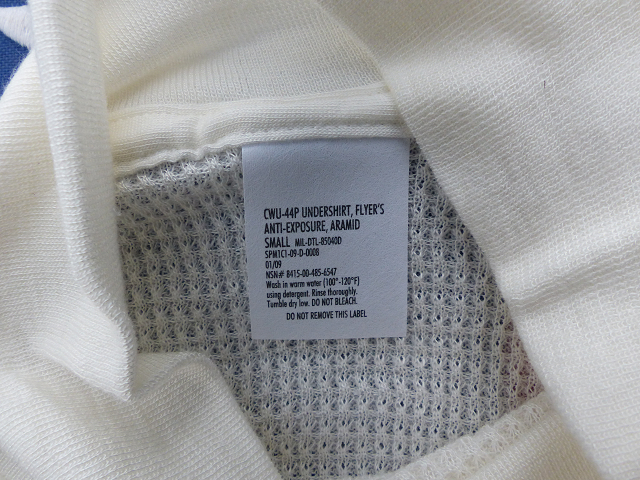 CWU-44P UNDERSHIRT, FLYER'S
ANTI-EXPOSURE, ARAMID
SMALL MIL-DTL-85040D
SPM1C1-09-D-0008
01/09
NSN# 8415-00-485-6547
Wash in warm water (100°-120°F)
using detergent. Rinse thoroughly.
Tumble dry low. DO NOT BLEACH.
DO NOT REMOVE THIS LABEL